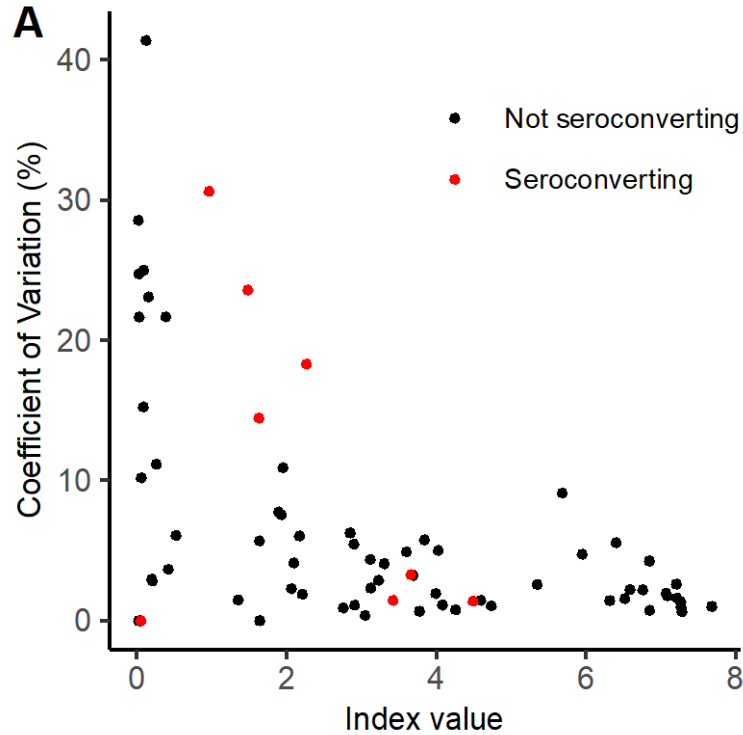 A
Coefficient of Variation (%)
40
30
20
10
0
Not seroconverting
Seroconverting
0 2 4 6 8
Index value